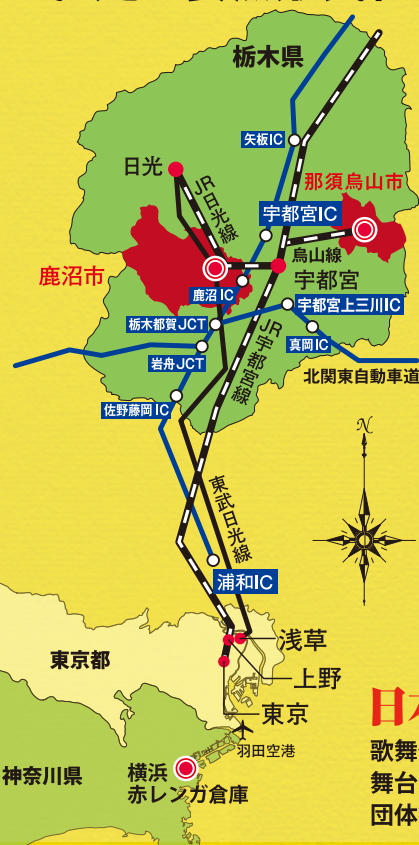 栃木県
矢板IC
日光
JR日光線
那須烏山市
宇都宮IC
烏山線
宇都宮
鹿沼市
鹿沼IC
宇都宮上三川IC
栃木都賀JCT
真岡IC
岩舟JCT
JR宇都宮線
北関東自動車道
佐野藤岡IC
N
東武日光線
浦和IC
浅草
東京都
上野
東京
日本
歌舞
羽田空港
神奈川県
横浜
赤レンガ倉庫
舞台
団体